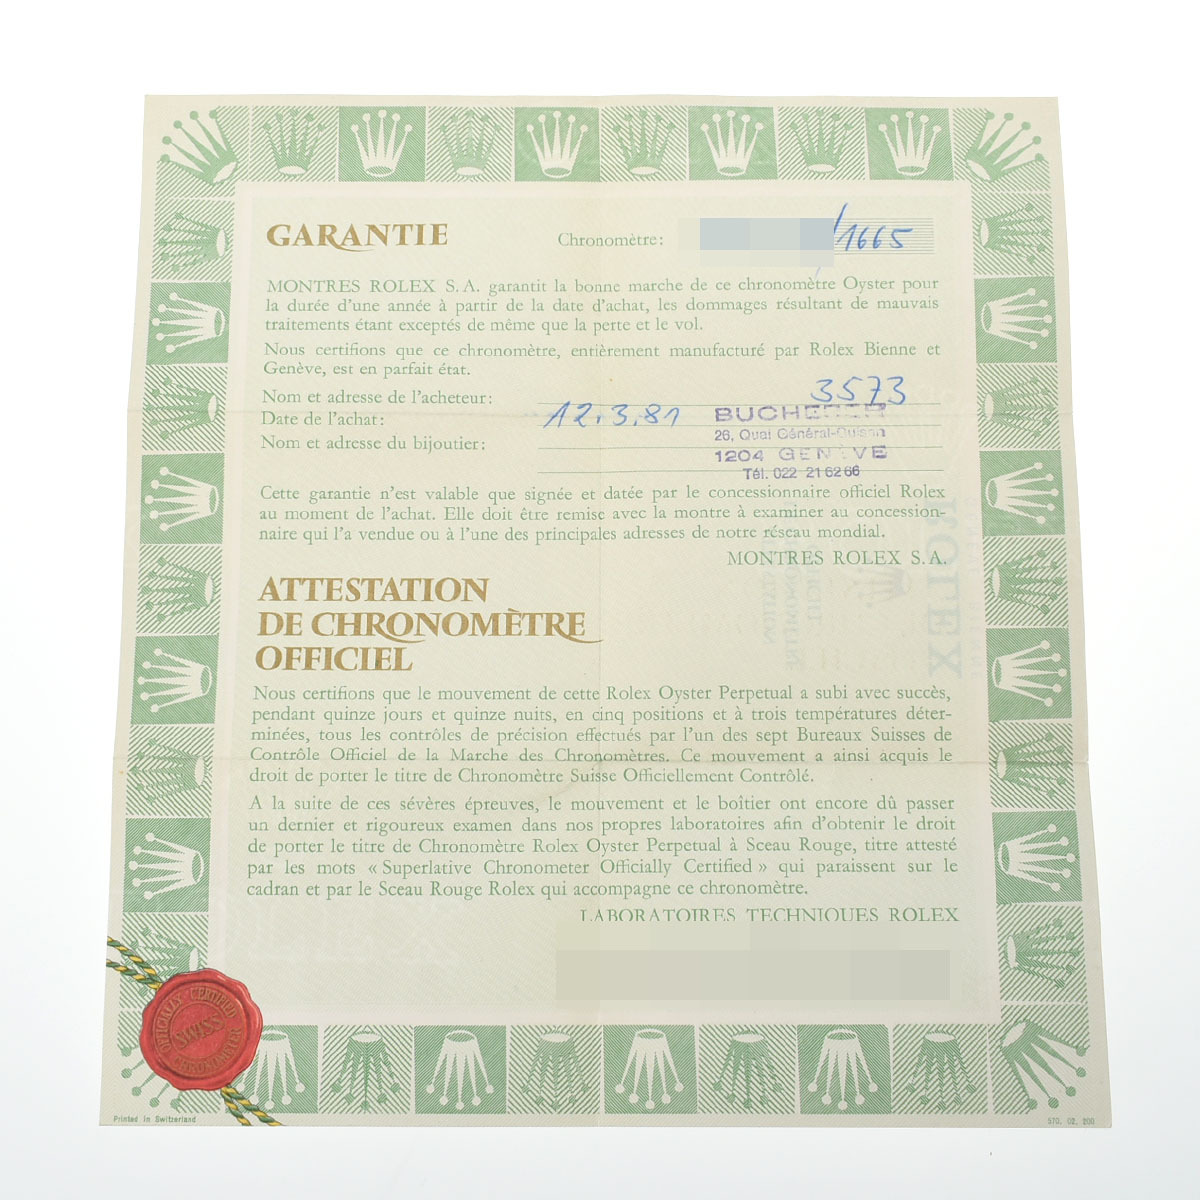 GARANTIE
Chronomètre: /1665
MONTRES ROLEX S.A. garantit la bonne marche de ce chronomètre Oyster pour
la durée d'une année à partir de la date d'achat, les dommages résultant de mauvais
traitements étant exceptés de même que la perte et le vol.
Nous certifions que ce chronomètre, entièrement manufacturé par Rolex Bienne et
Genève, est en parfait état.
Nom et adresse de l'acheteur: 3573
Date de l'achat: 12.3.81
Nom et adresse du bijoutier:
BUCHERER
26, Quai Général-Guisan
1204 GENÈVE
Tél. 022 21 62 66
Cette garantie n'est valable que signée et datée par le concessionnaire officiel Rolex
au moment de l'achat. Elle doit être remise avec la montre à examiner au concession-
naire qui l'a vendue ou à l'une des principales adresses de notre réseau mondial.
MONTRES ROLEX S.A.
ATTESTATION
DE CHRONOMÈTRE
OFFICIEL
Nous certifions que le mouvement de cette Rolex Oyster Perpetual a subi avec succès,
pendant quinze jours et quinze nuits, en cinq positions et à trois températures déter-
minées, tous les contrôles de précision effectués par l'un des sept Bureaux Suisses de
Contrôle Officiel de la Marche des Chronomètres. Ce mouvement a ainsi acquis le
droit de porter le titre de Chronomètre Suisse Officiellement Contrôlé.
A la suite de ces sévères épreuves, le mouvement et le boîtier ont encore dû passer
un dernier et rigoureux examen dans nos propres laboratoires afin d'obtenir le droit
de porter le titre de Chronomètre Rolex Oyster Perpetual à Sceau Rouge, titre attesté
par les mots « Superlative Chronometer Officially Certified » qui paraissent sur le
cadran et par le Sceau Rouge Rolex qui accompagne ce chronomètre.
LABORATOIRES TECHNIQUES ROLEX
OFFICIALLY CERTIFIED
SWISS
CHRONOMETER
Printed in Switzerland
570. 02. 200